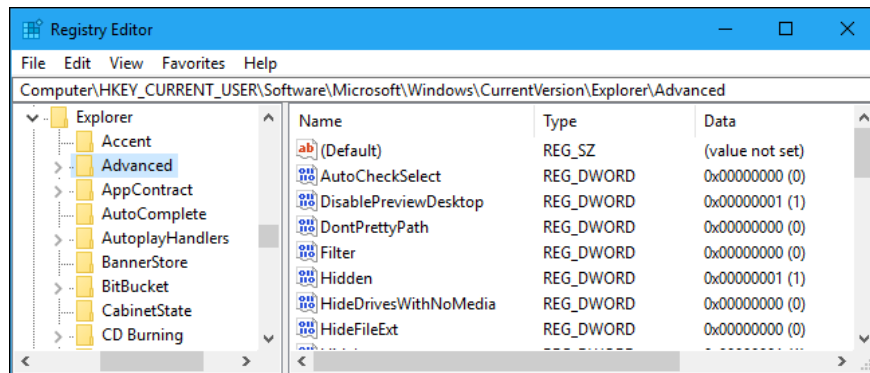 Registry Editor
File Edit View Favorites Help
Computer\HKEY_CURRENT_USER\Software\Microsoft\Windows\CurrentVersion\Explorer\Advanced
Explorer
Accent
Advanced
AppContract
AutoComplete
AutoplayHandlers
BannerStore
BitBucket
CabinetState
CD Burning
Name Type Data
ab (Default) REG_SZ (value not set)
AutoCheckSelect REG_DWORD 0x00000000 (0)
DisablePreviewDesktop REG_DWORD 0x00000001 (1)
DontPrettyPath REG_DWORD 0x00000000 (0)
Filter REG_DWORD 0x00000000 (0)
Hidden REG_DWORD 0x00000001 (1)
HideDrivesWithNoMedia REG_DWORD 0x00000000 (0)
HideFileExt REG_DWORD 0x00000000 (0)